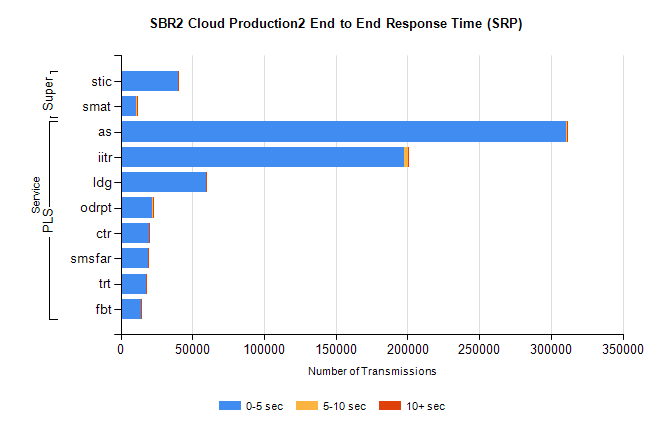 SBR2 Cloud Production2 End to End Response Time (SRP)
Super
stic
smat
Service
PLS
as
iitr
ldg
odrpt
ctr
smsfar
trt
fbt
0 50000 100000 150000 200000 250000 300000 350000
Number of Transmissions
0-5 sec 5-10 sec 10+ sec